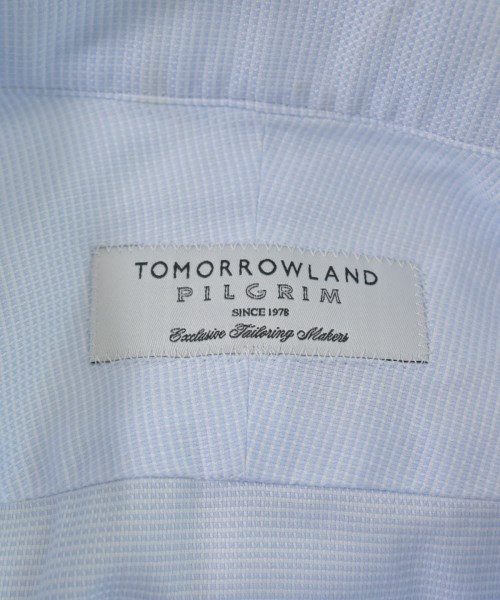 TOMORROWLAND
PILGRIM
SINCE 1978
Exclusive Tailoring Makers